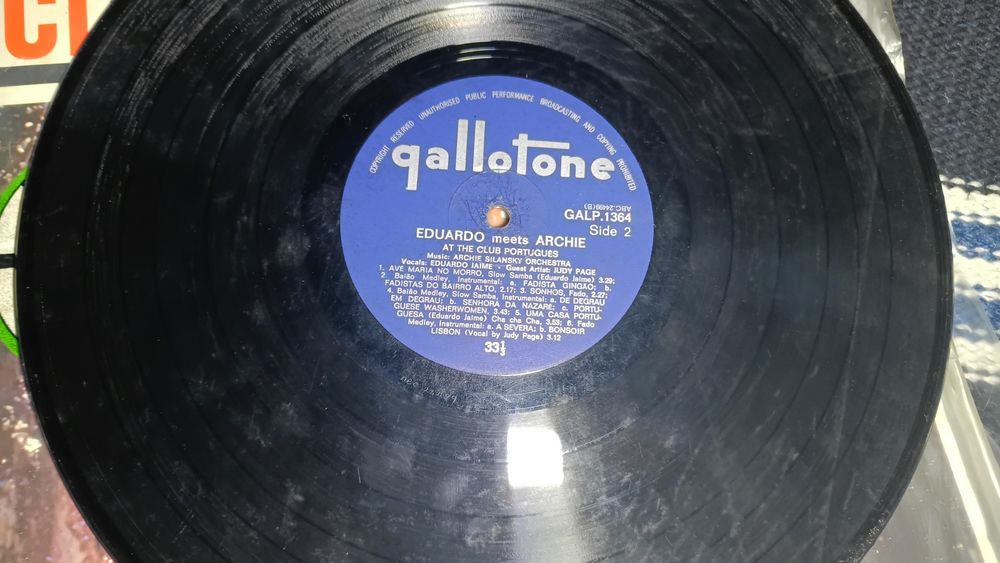 CL
COPYRIGHT RESERVED UNAUTHORISED PUBLIC PERFORMANCE BROADCASTING AND COPYING PROHIBITED
gallotone
ABC.24499(B)
GALP.1364
Side 2
EDUARDO meets ARCHIE
AT THE CLUB PORTUGUES
Music: ARCHIE SILANSKY ORCHESTRA
Vocals: EDUARDO JAIME - Guest Artist: JUDY PAGE
1. AVE MARIA NO MORRO, Slow Samba (Eduardo Jaime) 3.29;
2. Baião Medley, Instrumental: a. FADISTA GINGÃO; b.
FADISTAS DO BAIRRO ALTO, 2.17; 3. SONHOS, Fado, 2.27;
4. Baião Medley, Slow Samba, Instrumental: a. DE DEGRAU
EM DEGRAU; b. SENHORA DA NAZARÉ; c. PORTU-
GUESE WASHERWOMEN, 3.43; 5. UMA CASA PORTU-
GUESA (Eduardo Jaime) Cha cha Cha, 3.53; 6. Fado
Medley, Instrumental: a. A SEVERA; b. BONSOIR
LISBON (Vocal by Judy Page) 3.12
33⅓